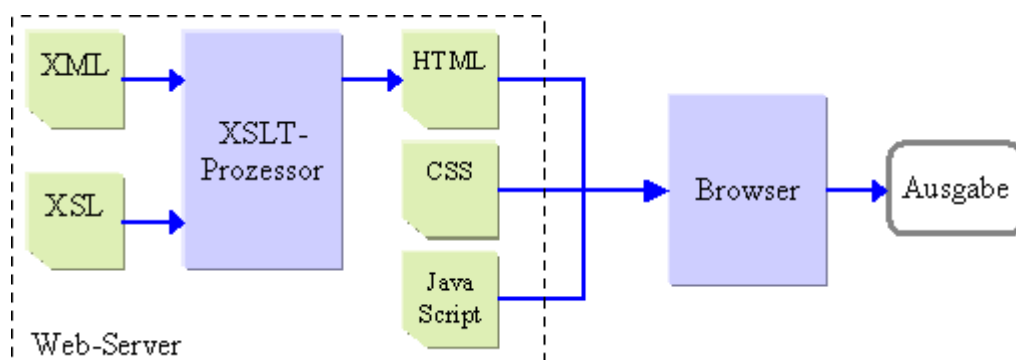 XML
XSL
XSLT-
Prozessor
HTML
CSS
Java
Script
Browser
Ausgabe
Web-Server